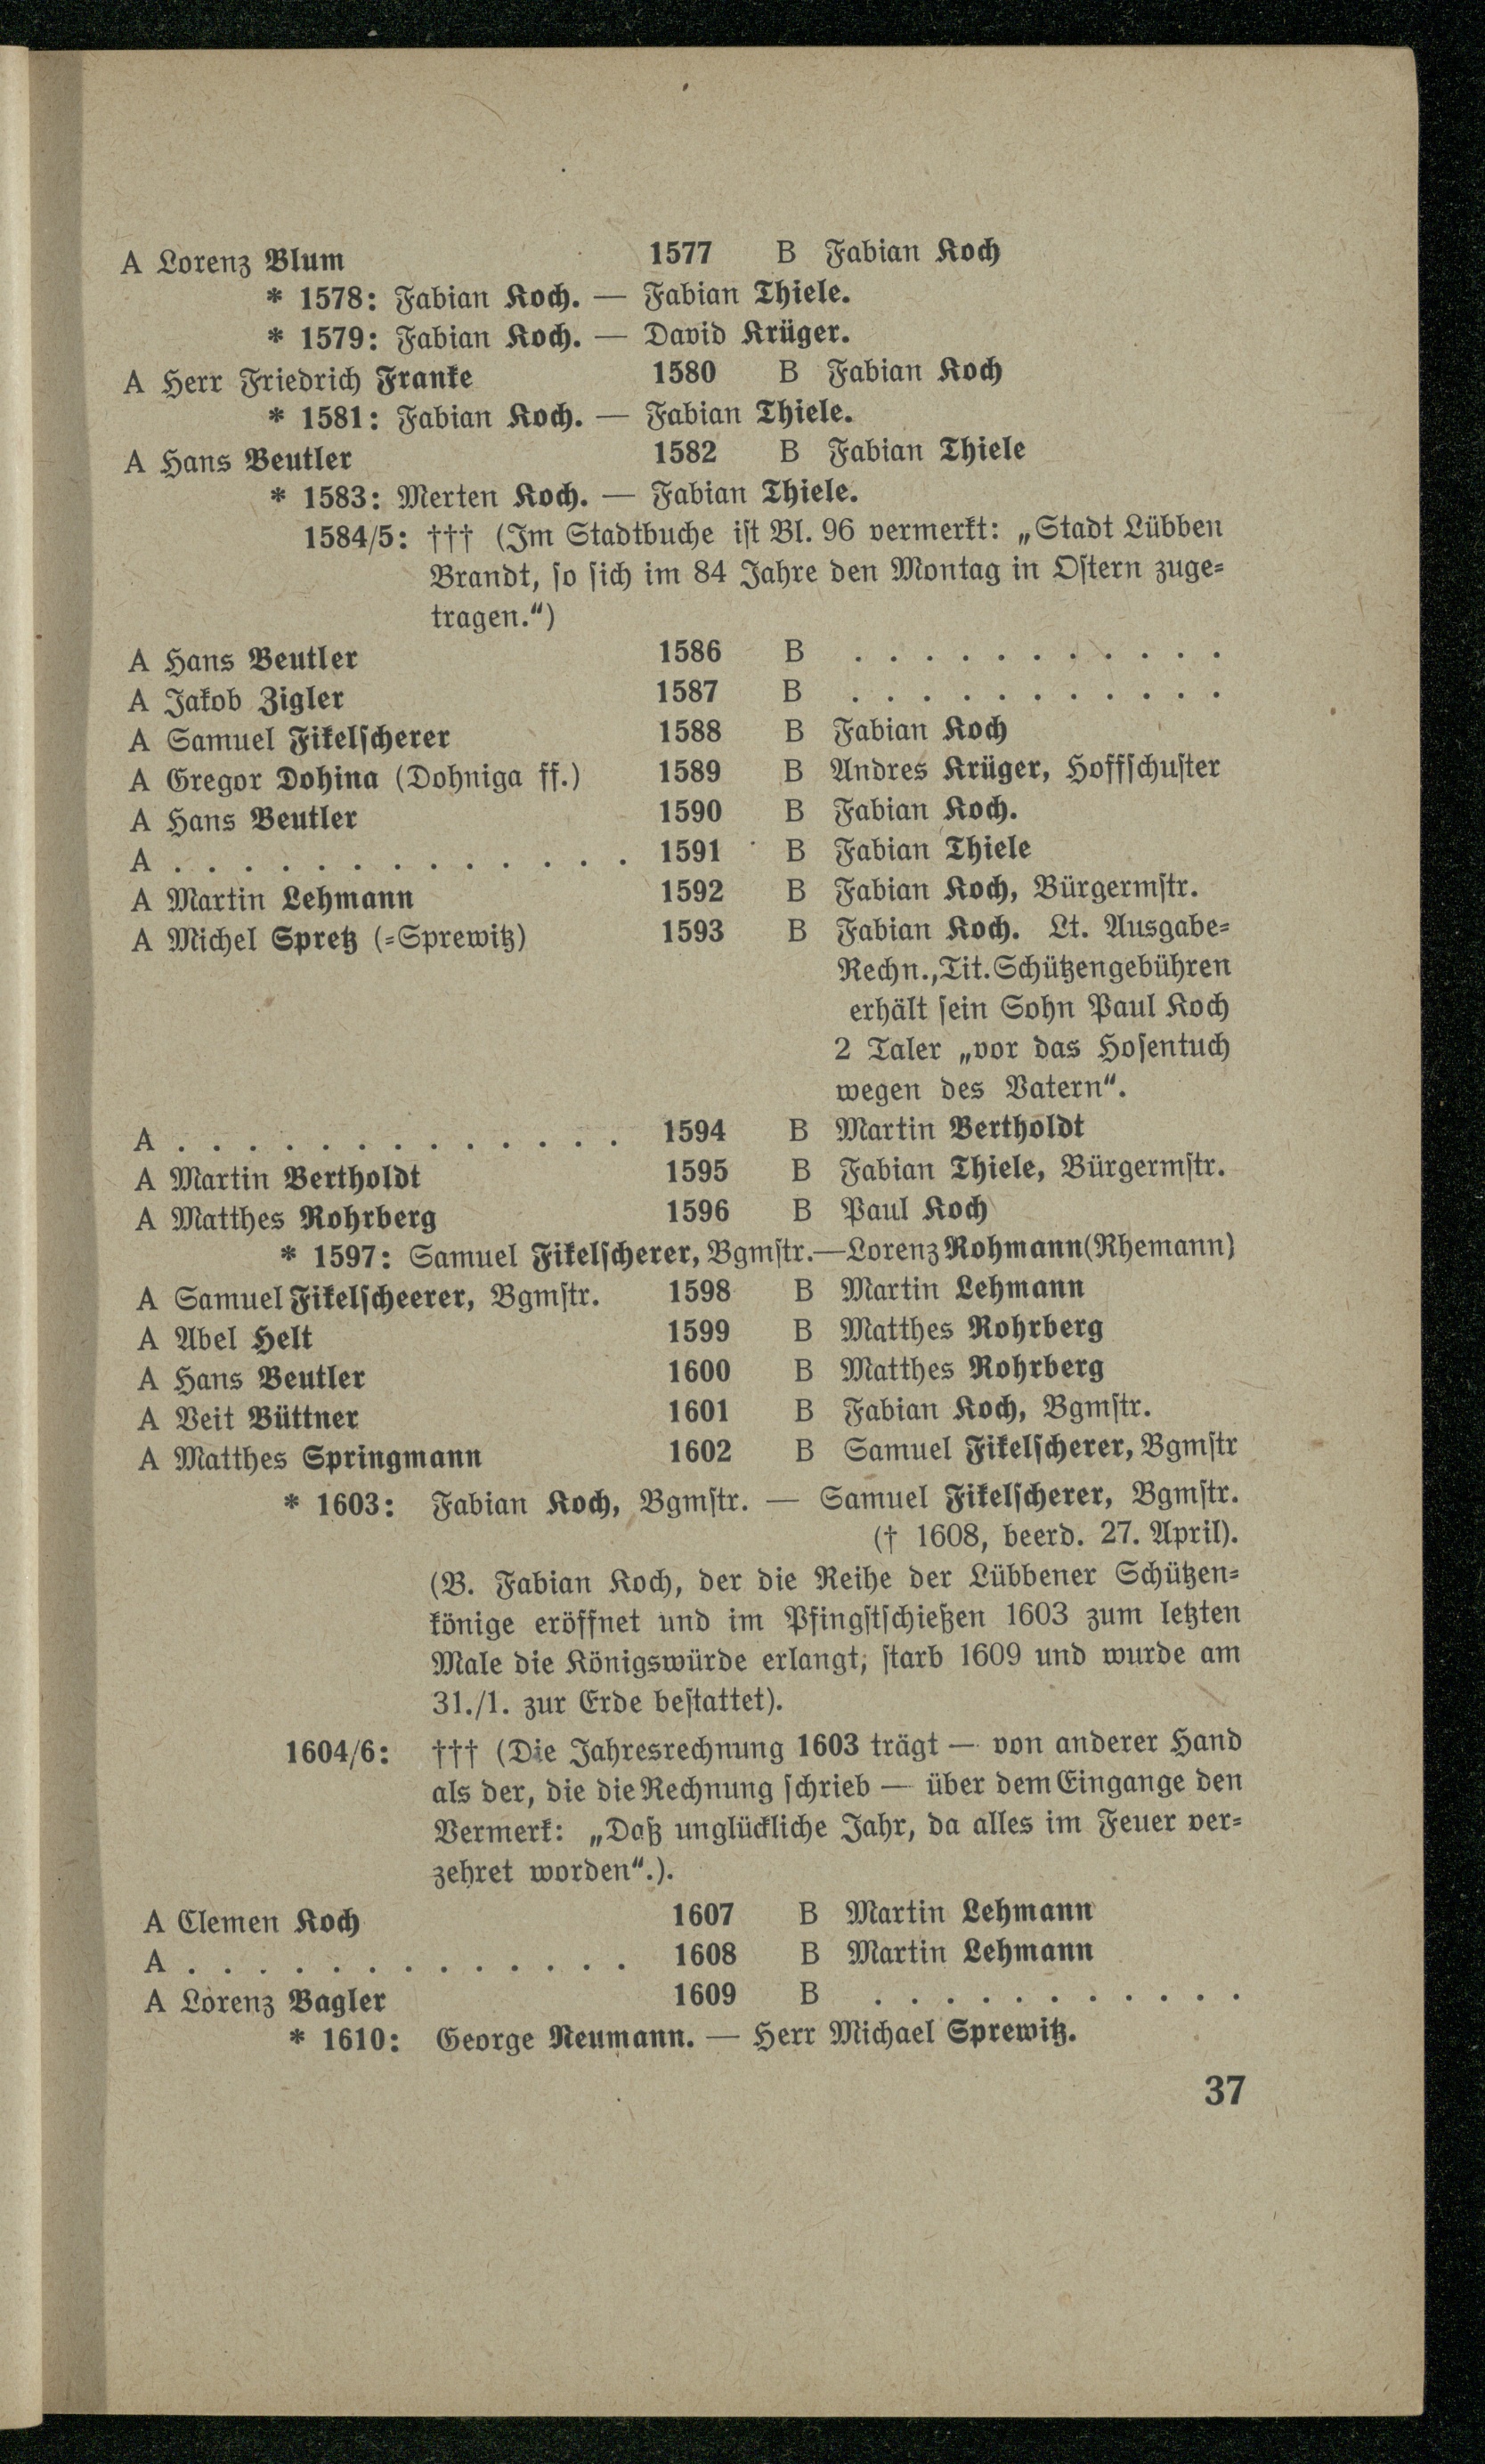 A Lorenz Blum 1577 B Fabian Koch
* 1578: Fabian Koch. — Fabian Thiele.
* 1579: Fabian Koch. — David Krüger.
A Herr Friedrich Franke 1580 B Fabian Koch
* 1581: Fabian Koch. — Fabian Thiele.
A Hans Beutler 1582 B Fabian Thiele
* 1583: Merten Koch. — Fabian Thiele.
1584/5: ††† (Im Stadtbuche ist Bl. 96 vermerkt: „Stadt Lübben
Brandt, so sich im 84 Jahre den Montag in Ostern zuge-
tragen.“)
A Hans Beutler 1586 B . . . . . . . . . . .
A Jakob Zigler 1587 B . . . . . . . . . . .
A Samuel Fikelscherer 1588 B Fabian Koch
A Gregor Dohina (Dohniga ff.) 1589 B Andres Krüger, Hoffschuster
A Hans Beutler 1590 B Fabian Koch.
A . . . . . . . . . . . . . 1591 B Fabian Thiele
A Martin Lehmann 1592 B Fabian Koch, Bürgermstr.
A Michel Spretz (=Sprewitz) 1593 B Fabian Koch. Lt. Ausgabe-
Rechn., Tit. Schützengebühren
erhält sein Sohn Paul Koch
2 Taler „vor das Hosentuch
wegen des Vatern“.
A . . . . . . . . . . . . . 1594 B Martin Bertholdt
A Martin Bertholdt 1595 B Fabian Thiele, Bürgermstr.
A Matthes Rohrberg 1596 B Paul Koch
* 1597: Samuel Fikelscherer, Bgmstr.—Lorenz Rohmann (Rhemann)
A Samuel Fikelscheerer, Bgmstr. 1598 B Martin Lehmann
A Abel Helt 1599 B Matthes Rohrberg
A Hans Beutler 1600 B Matthes Rohrberg
A Veit Büttner 1601 B Fabian Koch, Bgmstr.
A Matthes Springmann 1602 B Samuel Fikelscherer, Bgmstr
* 1603: Fabian Koch, Bgmstr. — Samuel Fikelscherer, Bgmstr.
(† 1608, beerd. 27. April).
(B. Fabian Koch, der die Reihe der Lübbener Schützen-
könige eröffnet und im Pfingstschießen 1603 zum letzten
Male die Königswürde erlangt, starb 1609 und wurde am
31./1. zur Erde bestattet).
1604/6: ††† (Die Jahresrechnung 1603 trägt — von anderer Hand
als der, die die Rechnung schrieb — über dem Eingange den
Vermerk: „Daß unglückliche Jahr, da alles im Feuer ver-
zehret worden“.).
A Clemen Koch 1607 B Martin Lehmann
A . . . . . . . . . . . . . 1608 B Martin Lehmann
A Lorenz Bagler 1609 B . . . . . . . . . . .
* 1610: George Neumann. — Herr Michael Sprewitz.
37